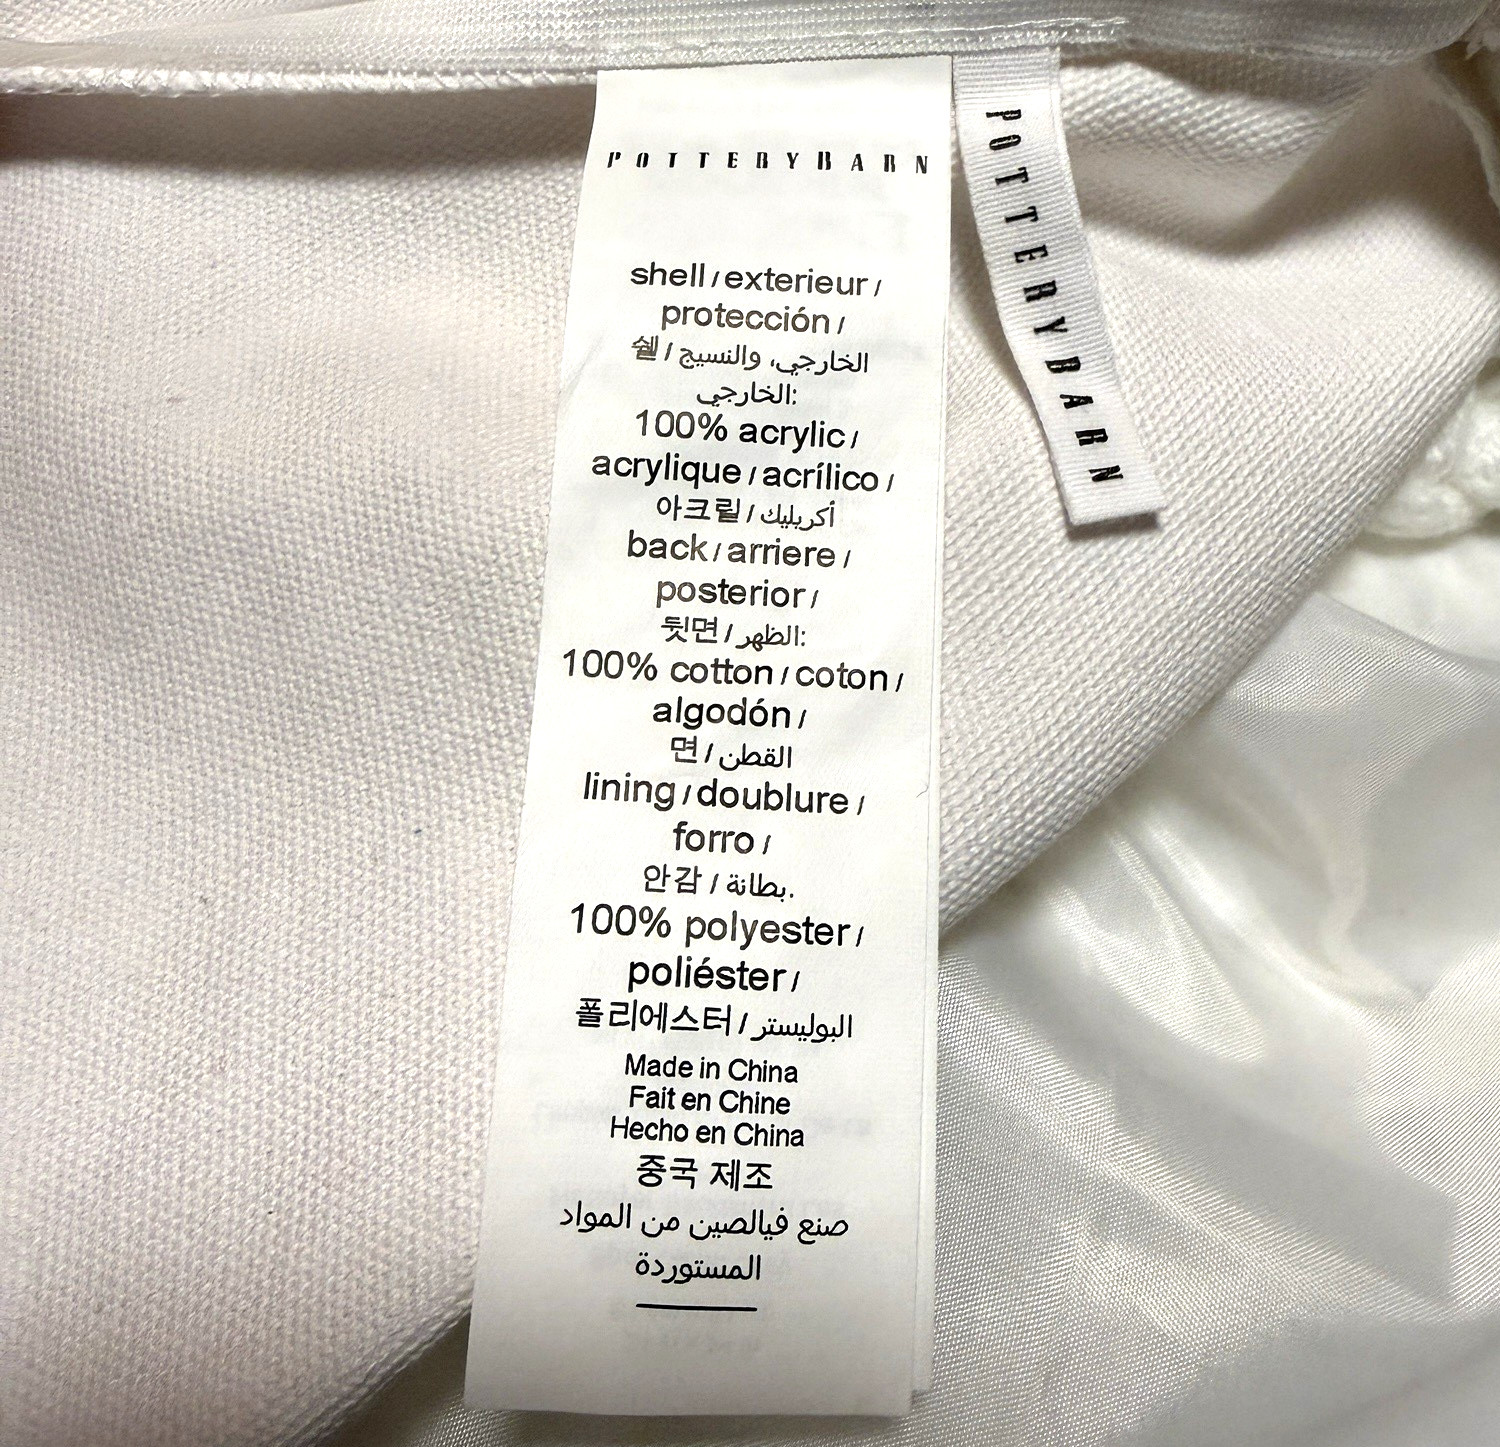 POTTERYBARN
shell / exterieur /
protección /
쉘 / الخارجي، والنسيج
الخارجي:
100% acrylic /
acrylique / acrílico /
아크릴 / أكريليك
back / arriere /
posterior /
뒷면 / الظهر:
100% cotton / coton /
algodón /
면 / القطن
lining / doublure /
forro /
안감 / بطانة.
100% polyester /
poliéster /
폴리에스터 / البوليستر
Made in China
Fait en Chine
Hecho en China
중국 제조
صنع فيالصين من المواد
المستوردة
POTTERYBARN